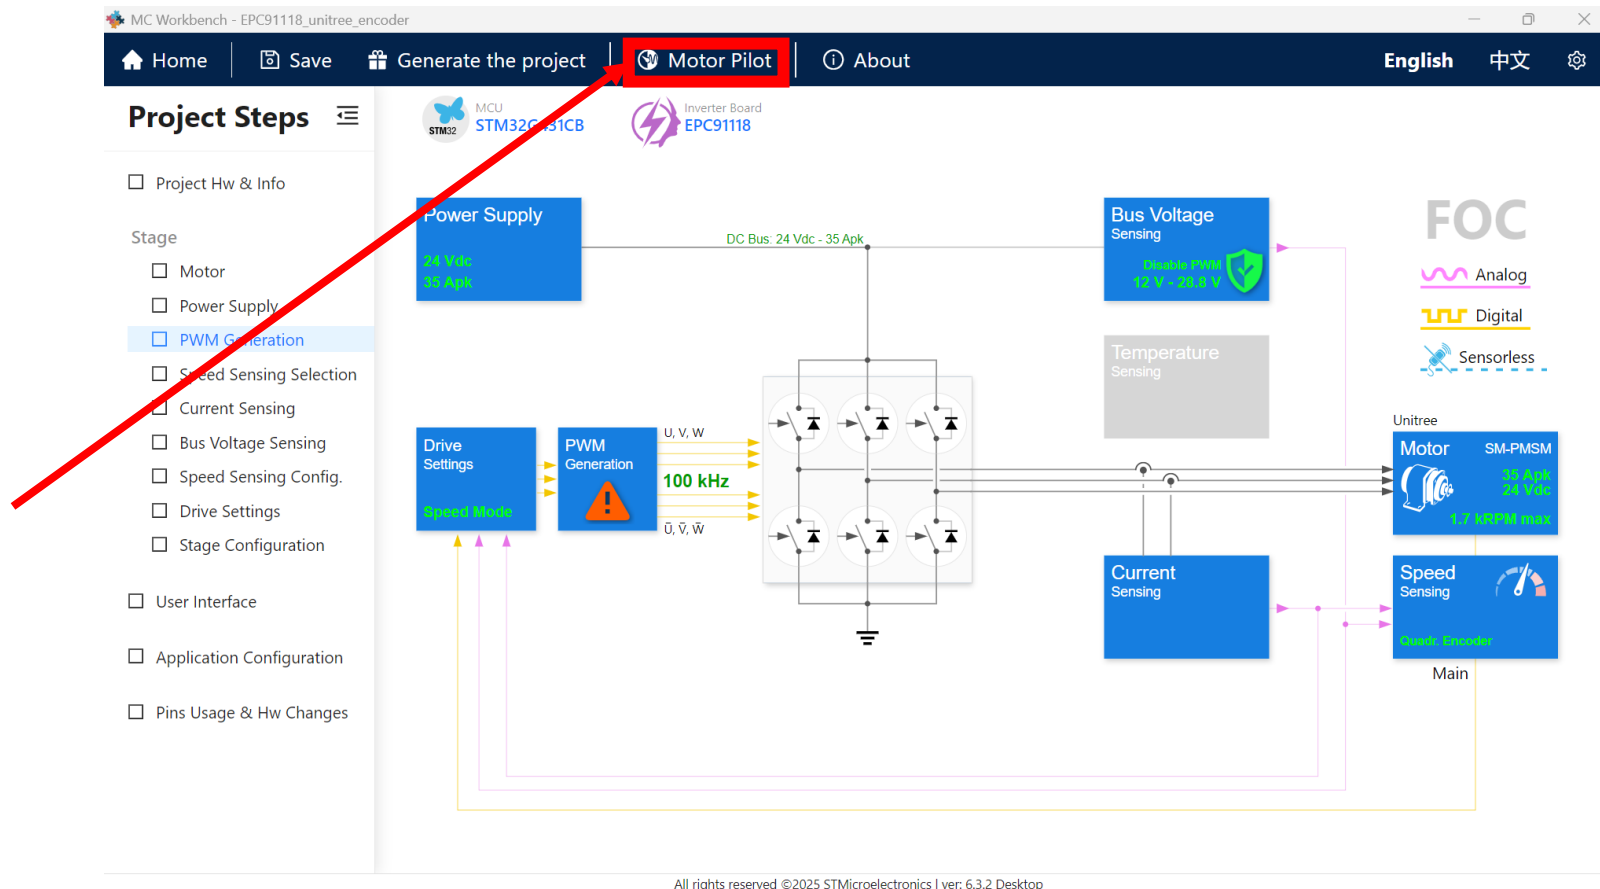 MC Workbench - EPC91118_unitree_encoder
Home
Save
Generate the project
Motor Pilot
About
English
中文
Project Steps
Project Hw & Info
Stage
Motor
Power Supply
PWM Generation
Speed Sensing Selection
Current Sensing
Bus Voltage Sensing
Speed Sensing Config.
Drive Settings
Stage Configuration
User Interface
Application Configuration
Pins Usage & Hw Changes
STM32
MCU
STM32G431CB
Inverter Board
EPC91118
Power Supply
24 Vdc
35 Apk
DC Bus: 24 Vdc - 35 Apk
Bus Voltage
Sensing
Disable PWM
12 V - 28.8 V
FOC
Analog
Digital
Sensorless
Temperature
Sensing
Drive
Settings
Speed Mode
PWM
Generation
U, V, W
100 kHz
U̅, V̅, W̅
Unitree
Motor
SM-PMSM
35 Apk
24 Vdc
1.7 kRPM max
Current
Sensing
Speed
Sensing
Quadr. Encoder
Main
All rights reserved ©2025 STMicroelectronics | ver: 6.3.2 Desktop